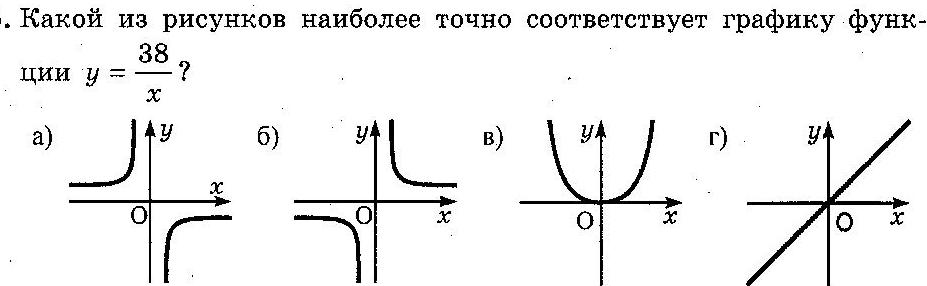 . Какой из рисунков наиболее точно соответствует графику функ-
ции y = 38/x ?
а) б) в) г)
y y y y
x x x x
O O O O